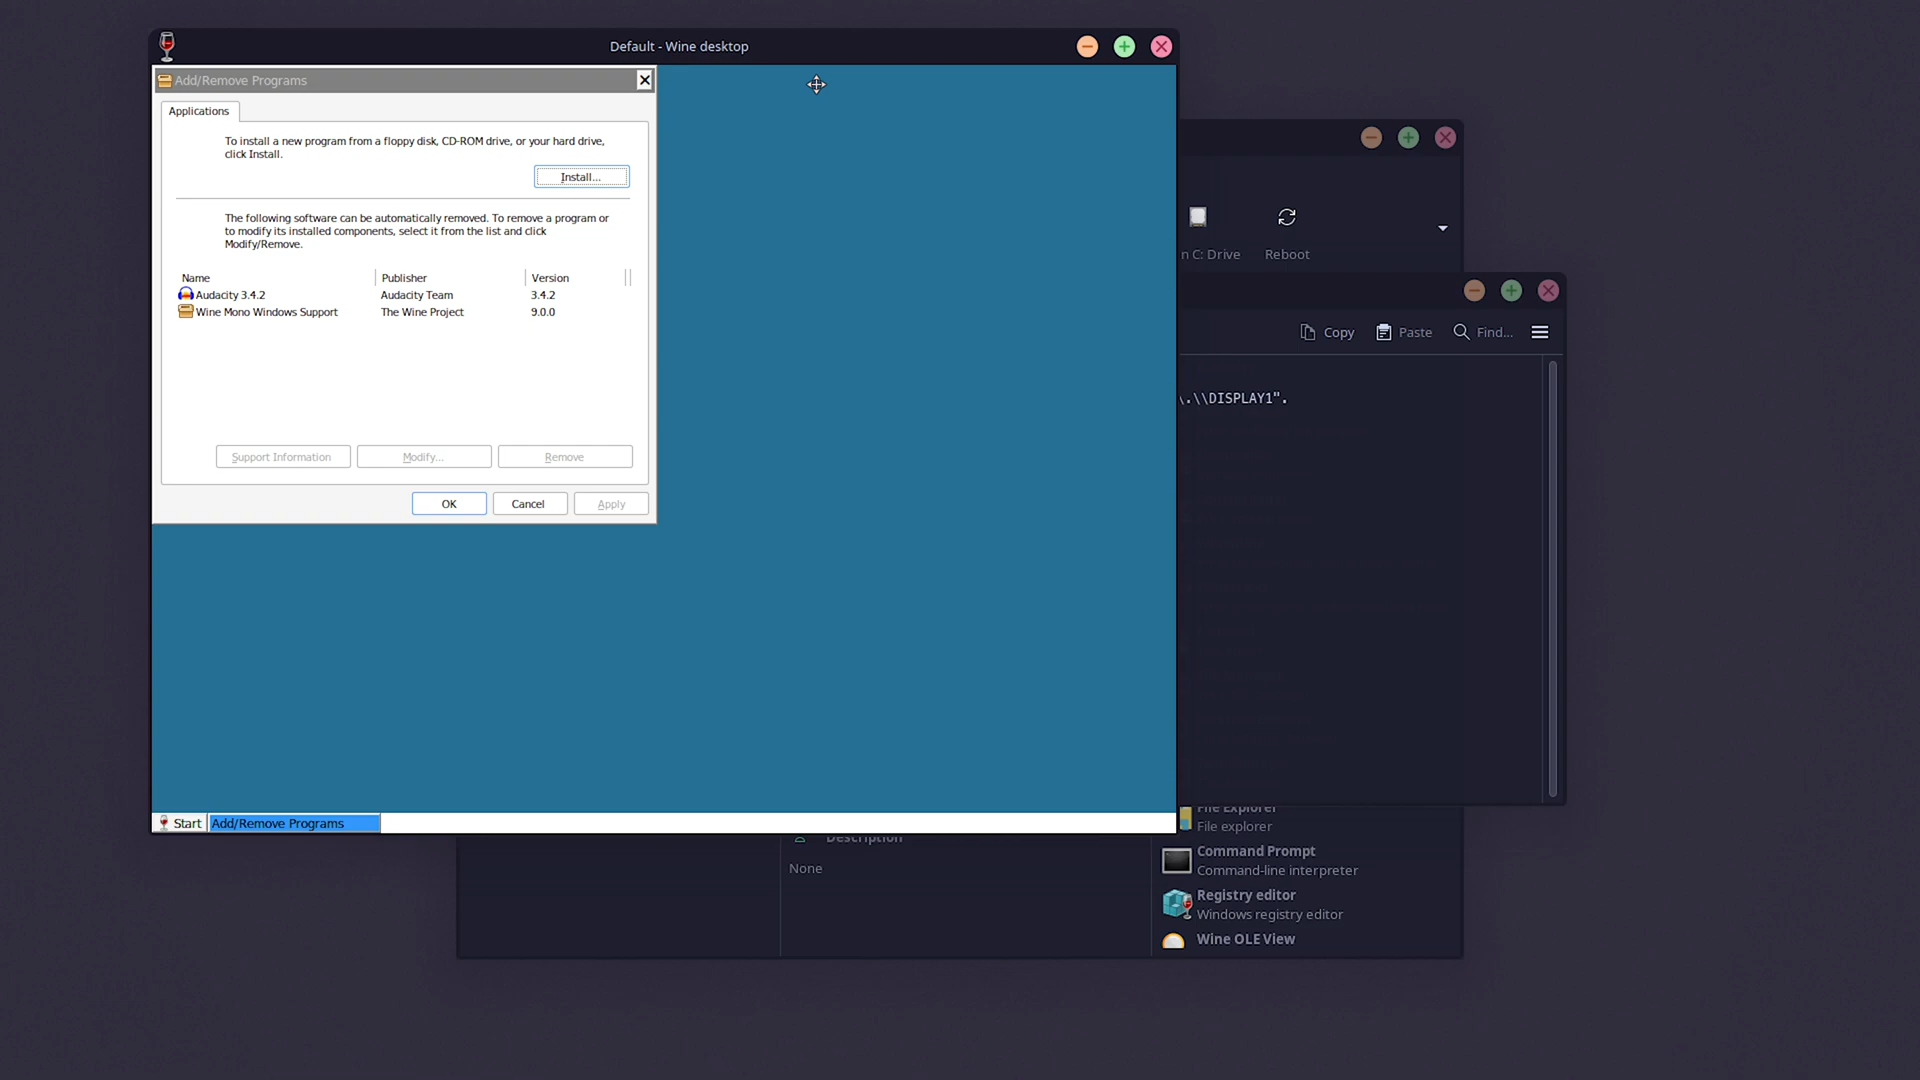 Default - Wine desktop
Add/Remove Programs
Applications
To install a new program from a floppy disk, CD-ROM drive, or your hard drive,
click Install.
Install...
The following software can be automatically removed. To remove a program or
to modify its installed components, select it from the list and click
Modify/Remove.
Name Publisher Version
Audacity 3.4.2 Audacity Team 3.4.2
Wine Mono Windows Support The Wine Project 9.0.0
Support Information Modify... Remove
OK Cancel Apply
n C: Drive Reboot
Copy Paste Find...
\.\\DISPLAY1".
Start Add/Remove Programs
File Explorer
File explorer
Description
None
Command Prompt
Command-line interpreter
Registry editor
Windows registry editor
Wine OLE View